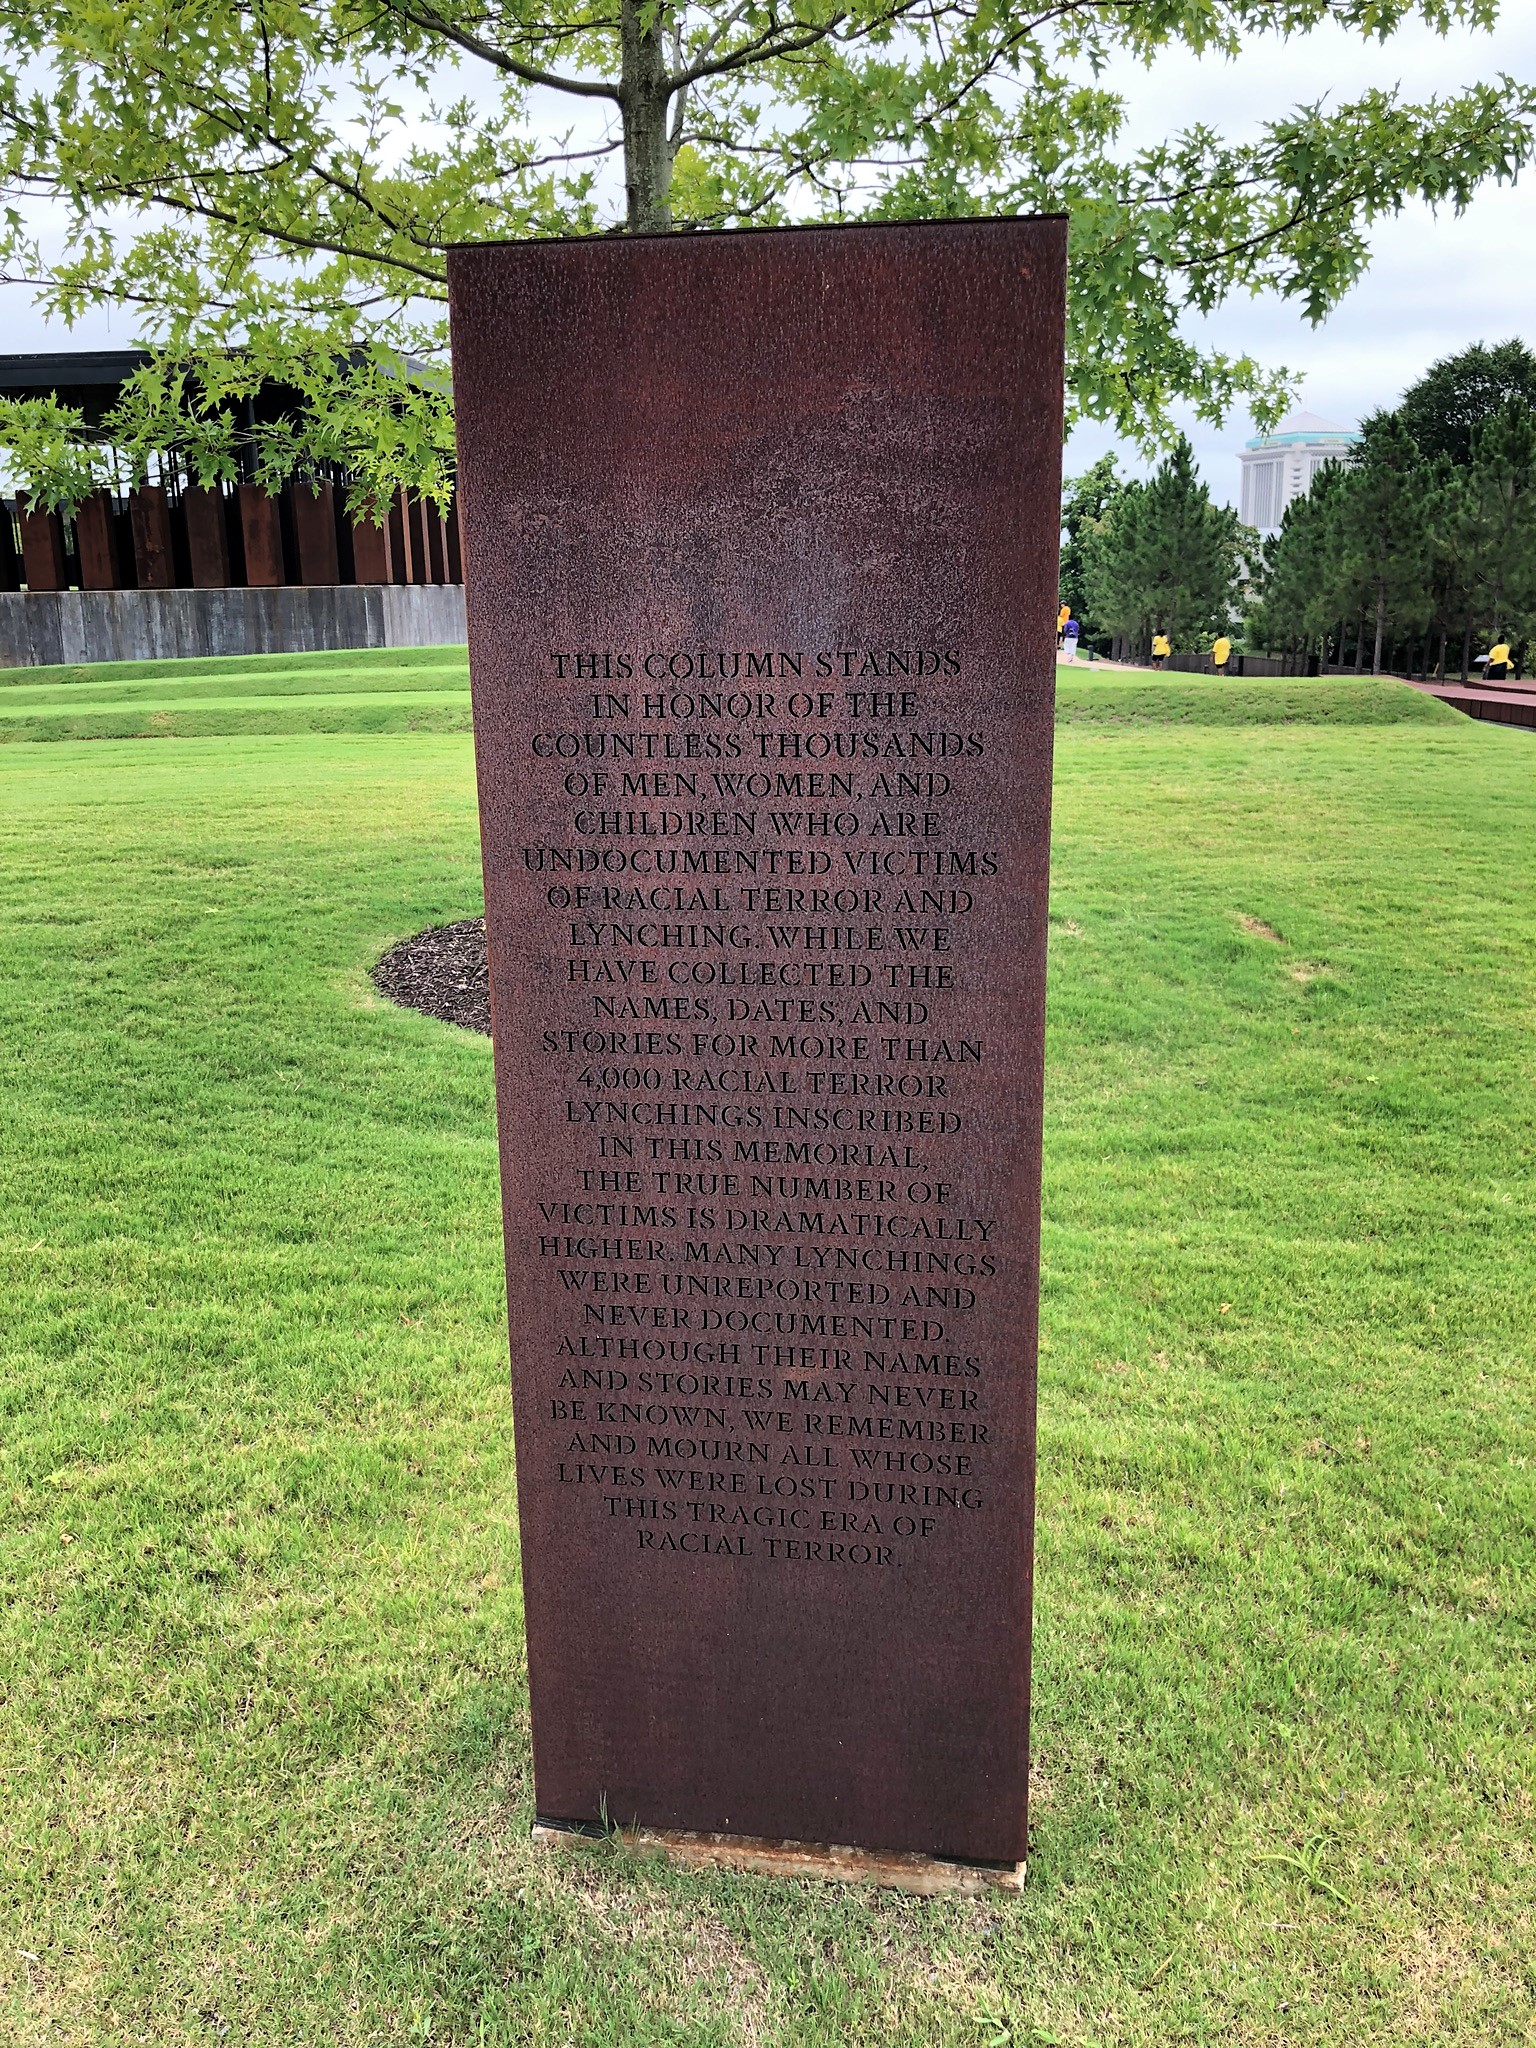 THIS COLUMN STANDS
IN HONOR OF THE
COUNTLESS THOUSANDS
OF MEN, WOMEN, AND
CHILDREN WHO ARE
UNDOCUMENTED VICTIMS
OF RACIAL TERROR AND
LYNCHING. WHILE WE
HAVE COLLECTED THE
NAMES, DATES, AND
STORIES FOR MORE THAN
4,000 RACIAL TERROR
LYNCHINGS INSCRIBED
IN THIS MEMORIAL,
THE TRUE NUMBER OF
VICTIMS IS DRAMATICALLY
HIGHER. MANY LYNCHINGS
WERE UNREPORTED AND
NEVER DOCUMENTED.
ALTHOUGH THEIR NAMES
AND STORIES MAY NEVER
BE KNOWN, WE REMEMBER
AND MOURN ALL WHOSE
LIVES WERE LOST DURING
THIS TRAGIC ERA OF
RACIAL TERROR.